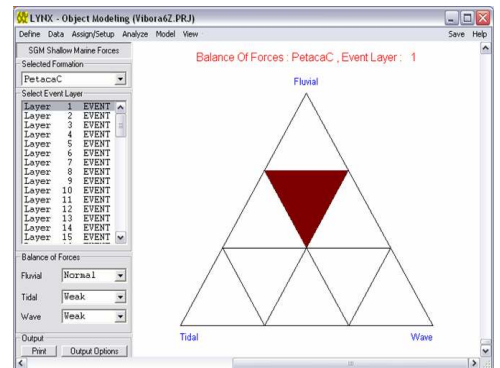 LYNX - Object Modeling (Vibora6Z.PRJ)
Define Data Assign/Setup Analyze Model View Save Help
SGM Shallow Marine Forces
Selected Formation
PetacaC
Select Event Layer
Layer 1 EVENT
Layer 2 EVENT
Layer 3 EVENT
Layer 4 EVENT
Layer 5 EVENT
Layer 6 EVENT
Layer 7 EVENT
Layer 8 EVENT
Layer 9 EVENT
Layer 10 EVENT
Layer 11 EVENT
Layer 12 EVENT
Layer 13 EVENT
Layer 14 EVENT
Layer 15 EVENT
Balance of Forces
Fluvial Normal
Tidal Weak
Wave Weak
Output
Print Output Options
Balance Of Forces : PetacaC , Event Layer : 1
Fluvial
Tidal Wave